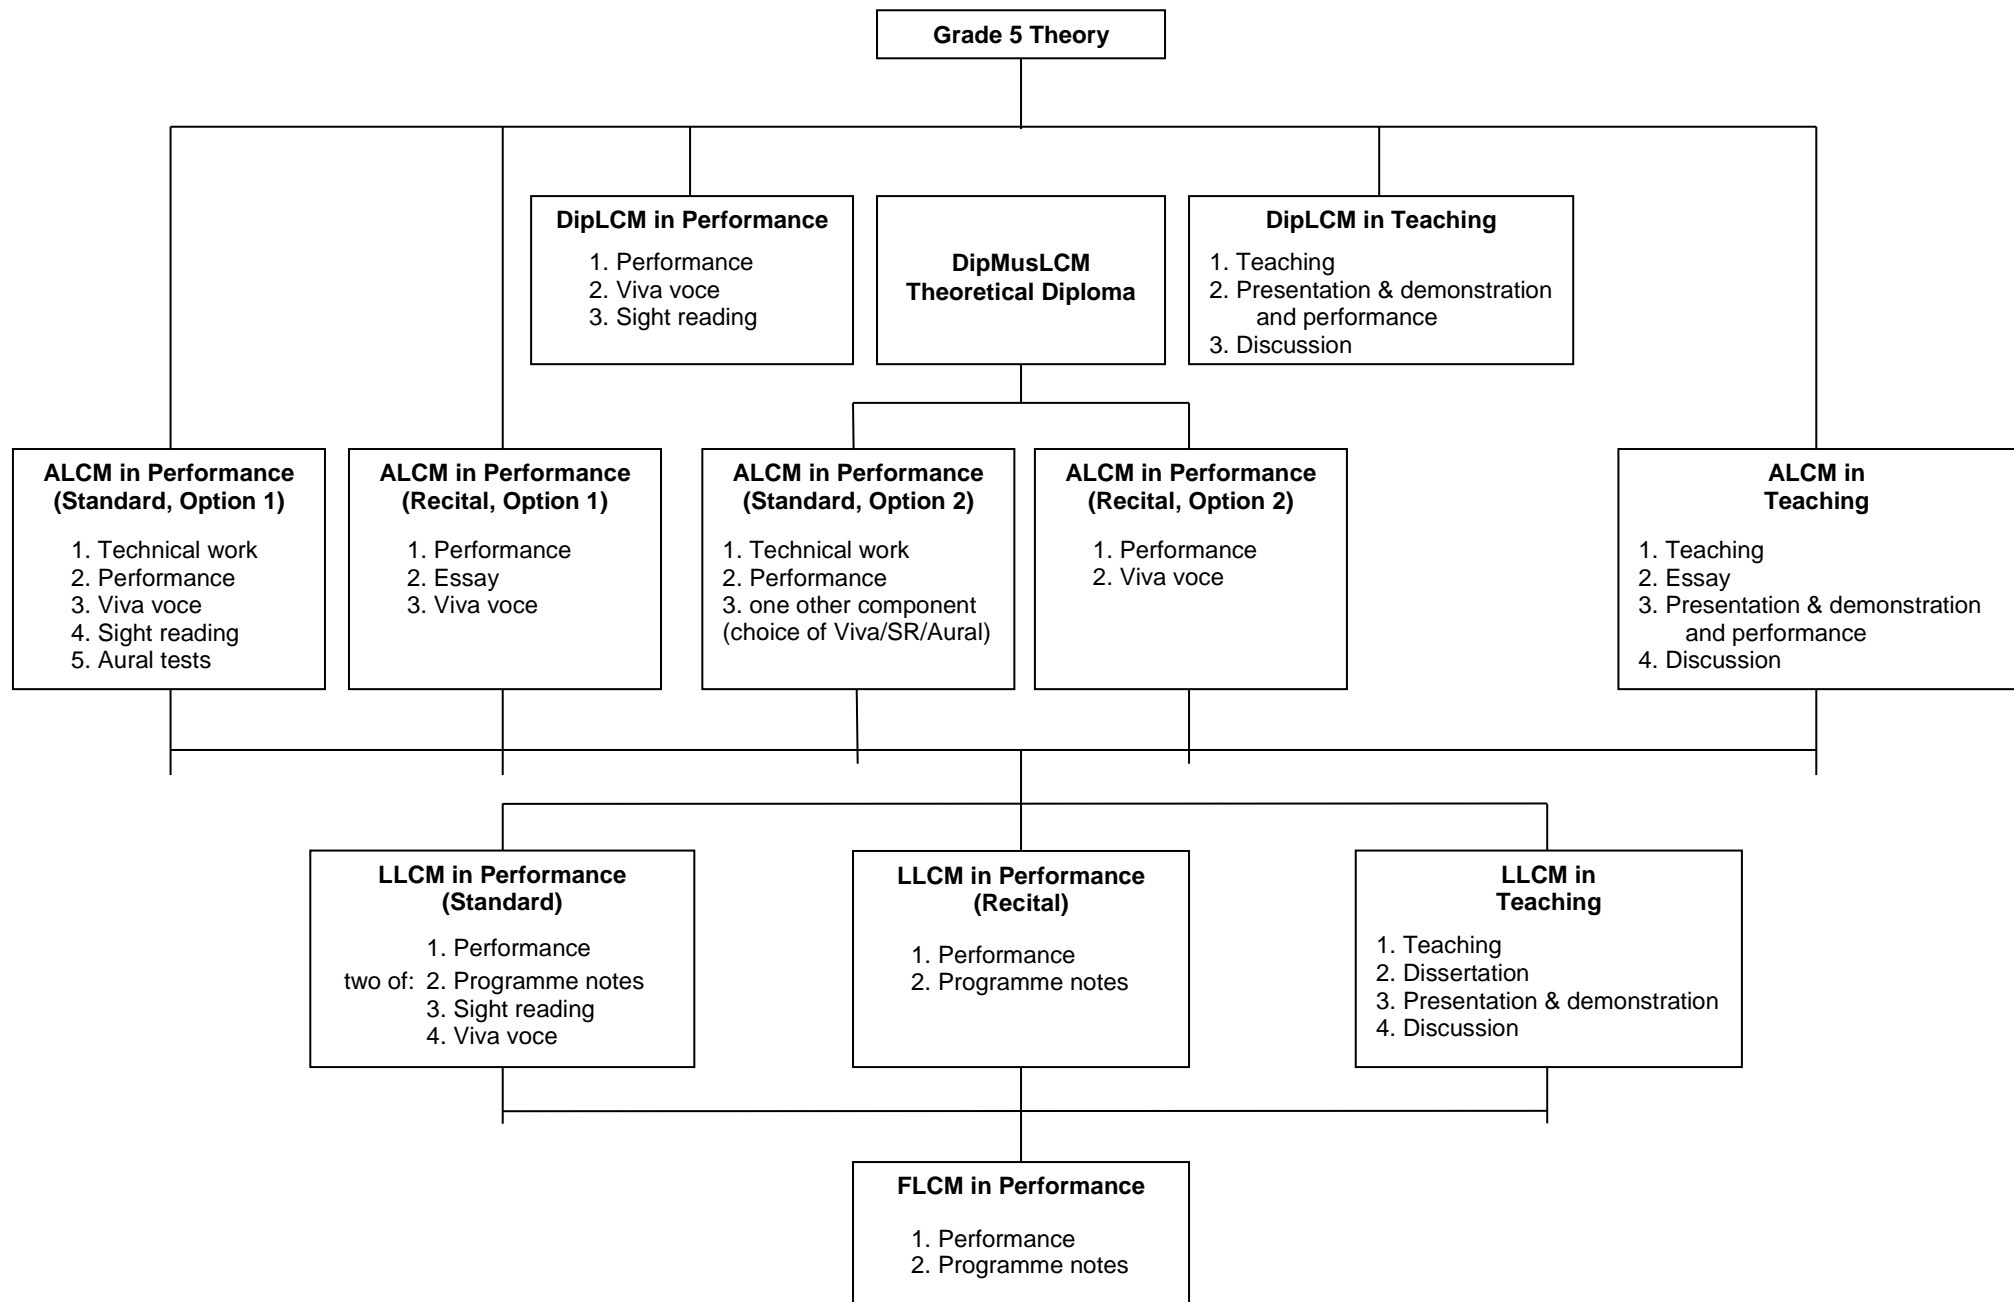 Grade 5 Theory
DipLCM in Performance
1. Performance
2. Viva voce
3. Sight reading
DipMusLCM
Theoretical Diploma
DipLCM in Teaching
1. Teaching
2. Presentation & demonstration
and performance
3. Discussion
ALCM in Performance
(Standard, Option 1)
1. Technical work
2. Performance
3. Viva voce
4. Sight reading
5. Aural tests
ALCM in Performance
(Recital, Option 1)
1. Performance
2. Essay
3. Viva voce
ALCM in Performance
(Standard, Option 2)
1. Technical work
2. Performance
3. one other component
(choice of Viva/SR/Aural)
ALCM in Performance
(Recital, Option 2)
1. Performance
2. Viva voce
ALCM in
Teaching
1. Teaching
2. Essay
3. Presentation & demonstration
and performance
4. Discussion
LLCM in Performance
(Standard)
1. Performance
two of: 2. Programme notes
3. Sight reading
4. Viva voce
LLCM in Performance
(Recital)
1. Performance
2. Programme notes
LLCM in
Teaching
1. Teaching
2. Dissertation
3. Presentation & demonstration
4. Discussion
FLCM in Performance
1. Performance
2. Programme notes